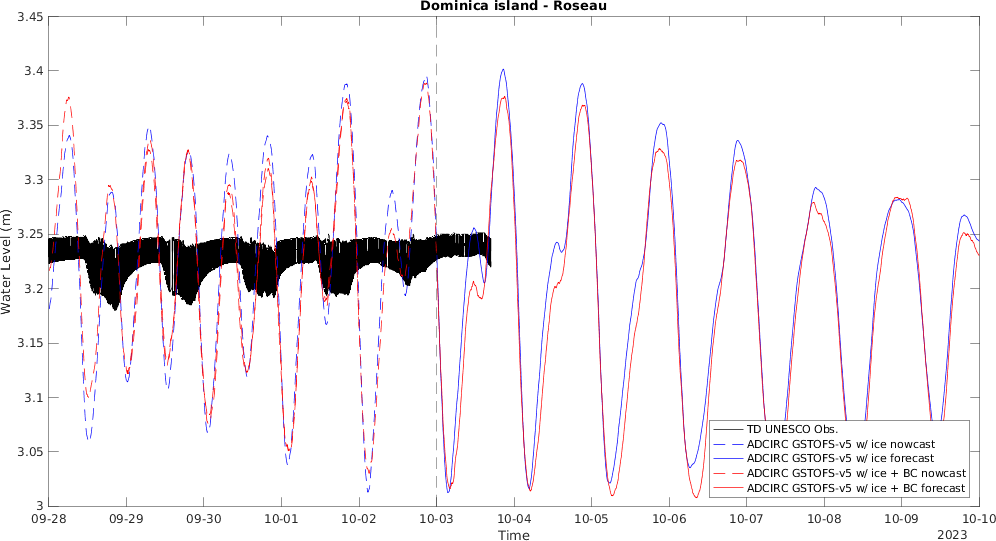 Dominica island - Roseau
3.45
3.4
3.35
3.3
3.25
3.2
3.15
3.1
3.05
3
Water Level (m)
TD UNESCO Obs.
ADCIRC GSTOFS-v5 w/ ice nowcast
ADCIRC GSTOFS-v5 w/ ice forecast
ADCIRC GSTOFS-v5 w/ ice + BC nowcast
ADCIRC GSTOFS-v5 w/ ice + BC forecast
09-28 09-29 09-30 10-01 10-02 10-03 10-04 10-05 10-06 10-07 10-08 10-09 10-10
Time
2023